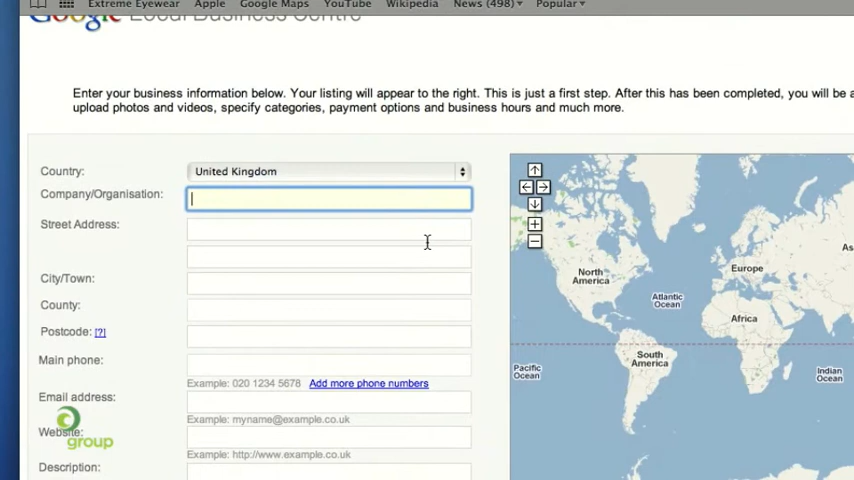 Extreme Eyewear Apple Google Maps YouTube Wikipedia News (498) Popular
Google Local Business Centre
Enter your business information below. Your listing will appear to the right. This is just a first step. After this has been completed, you will be a
upload photos and videos, specify categories, payment options and business hours and much more.
Country: United Kingdom
Company/Organisation:
Street Address:
City/Town:
County:
Postcode: [?]
Main phone:
Example: 020 1234 5678 Add more phone numbers
Email address:
Example: myname@example.co.uk
Website:
group
Example: http://www.example.co.uk
Description:
North
America
Europe
As
Atlantic
Ocean
Africa
South
America
Pacific
Ocean
Indian
Ocean